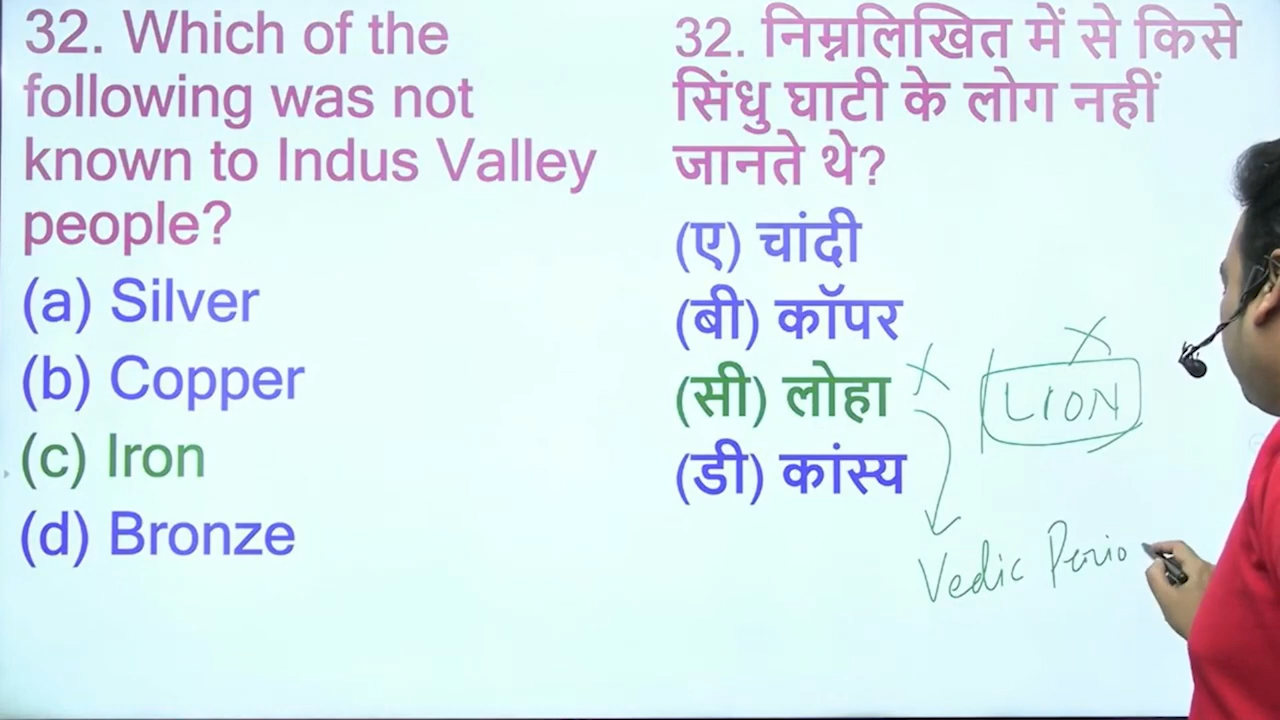 32. Which of the
following was not
known to Indus Valley
people?
(a) Silver
(b) Copper
(c) Iron
(d) Bronze
32. निम्नलिखित में से किसे
सिंधु घाटी के लोग नहीं
जानते थे?
(ए) चांदी
(बी) कॉपर
(सी) लोहा
(डी) कांस्य
LION
Vedic Perio